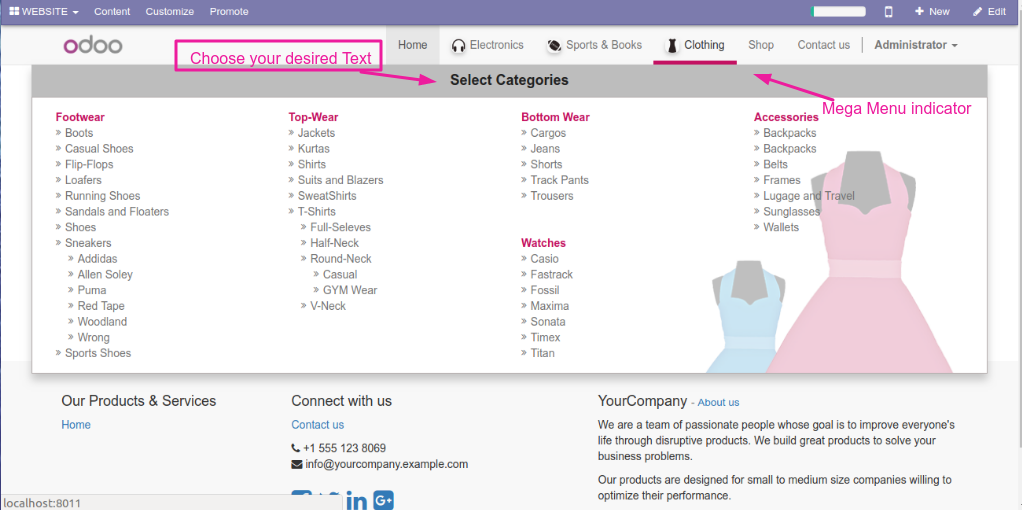 WEBSITE Content Customize Promote + New Edit
odoo Home Electronics Sports & Books Clothing Shop Contact us Administrator
Choose your desired Text
Select Categories
Mega Menu indicator
Footwear
» Boots
» Casual Shoes
» Flip-Flops
» Loafers
» Running Shoes
» Sandals and Floaters
» Shoes
» Sneakers
» Addidas
» Allen Soley
» Puma
» Red Tape
» Woodland
» Wrong
» Sports Shoes
Top-Wear
» Jackets
» Kurtas
» Shirts
» Suits and Blazers
» SweatShirts
» T-Shirts
» Full-Seleves
» Half-Neck
» Round-Neck
» Casual
» GYM Wear
» V-Neck
Bottom Wear
» Cargos
» Jeans
» Shorts
» Track Pants
» Trousers
Watches
» Casio
» Fastrack
» Fossil
» Maxima
» Sonata
» Timex
» Titan
Accessories
» Backpacks
» Backpacks
» Belts
» Frames
» Lugage and Travel
» Sunglasses
» Wallets
Our Products & Services
Home
Connect with us
Contact us
+1 555 123 8069
info@yourcompany.example.com
in G+
YourCompany - About us
We are a team of passionate people whose goal is to improve everyone's
life through disruptive products. We build great products to solve your
business problems.
Our products are designed for small to medium size companies willing to
optimize their performance.
localhost:8011